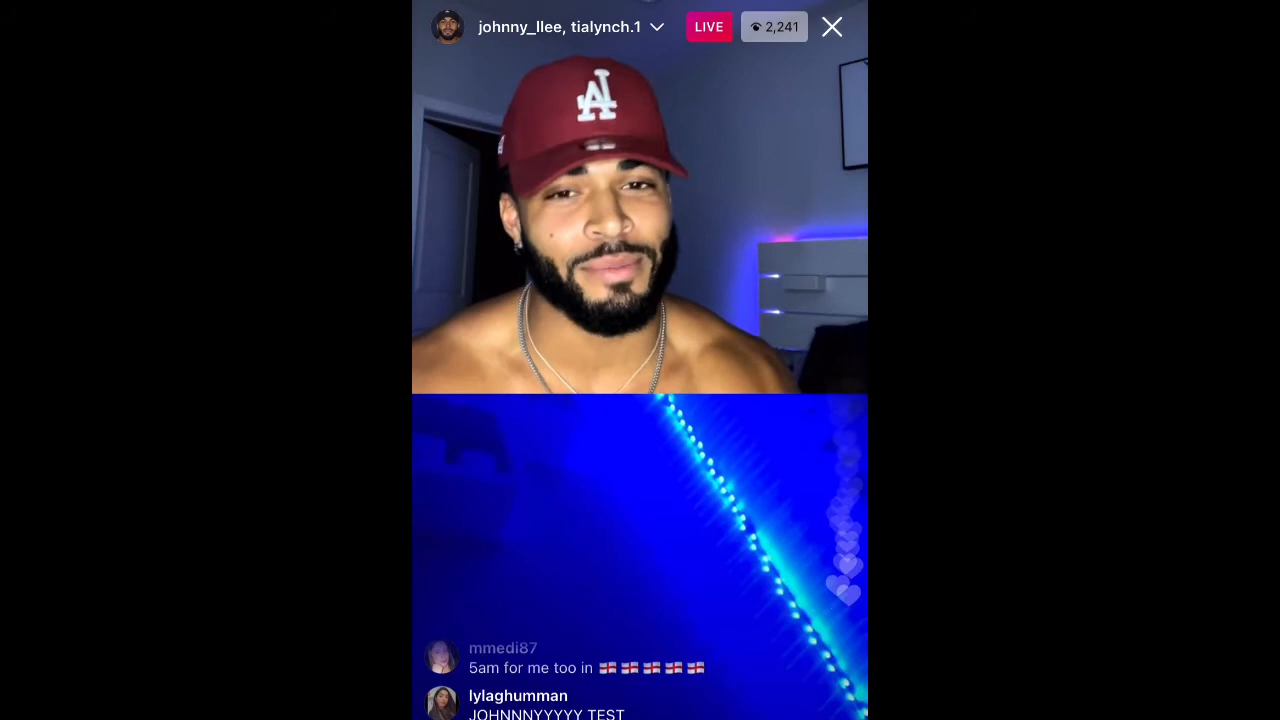 johnny_llee, tialynch.1 LIVE 2,241
LA
mmedi87
5am for me too in 🏴󠁧󠁢󠁥󠁮󠁧󠁿🏴󠁧󠁢󠁥󠁮󠁧󠁿🏴󠁧󠁢󠁥󠁮󠁧󠁿🏴󠁧󠁢󠁥󠁮󠁧󠁿🏴󠁧󠁢󠁥󠁮󠁧󠁿
lylaghumman
JOHNNNYYYYY TEST